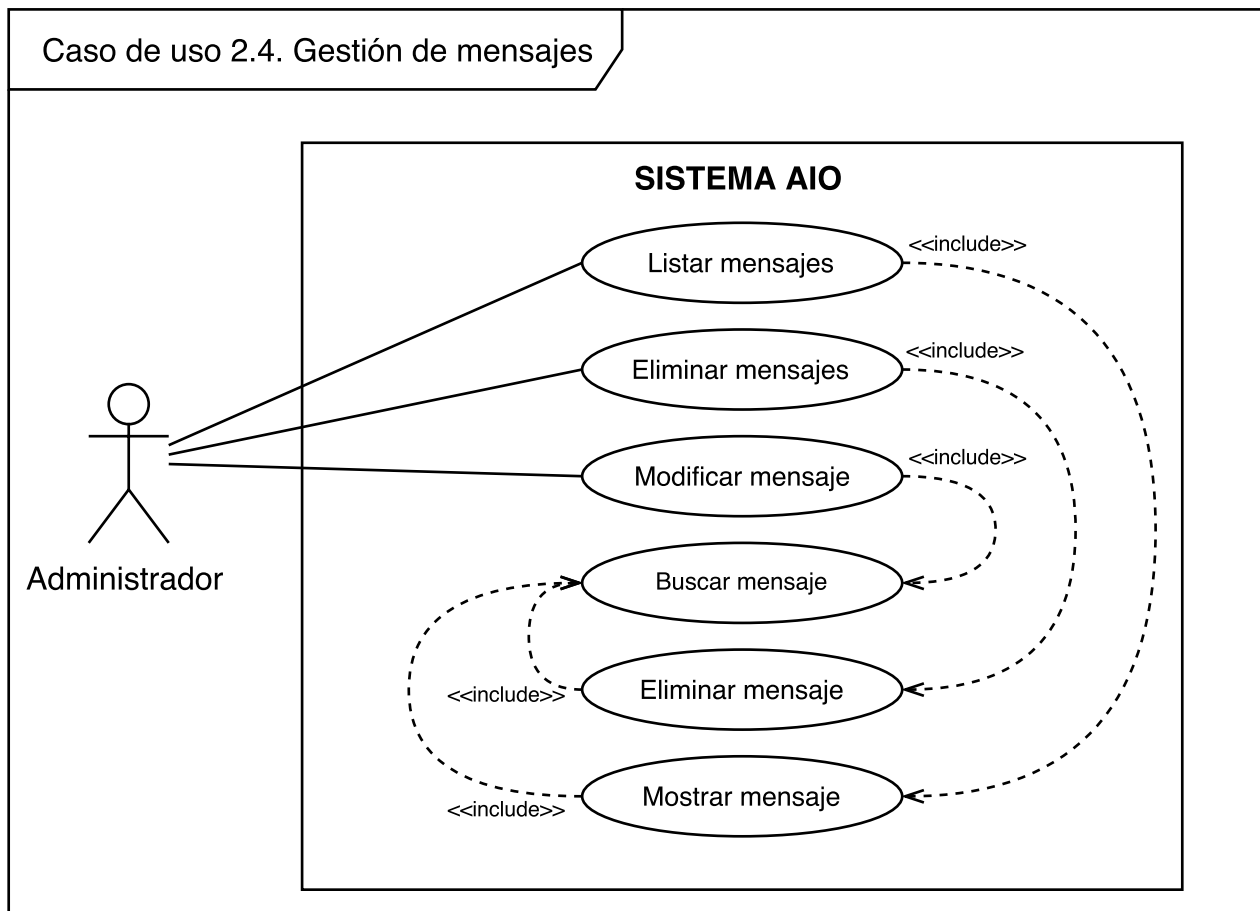 Caso de uso 2.4. Gestión de mensajes
SISTEMA AIO
Listar mensajes
<<include>>
Eliminar mensajes
<<include>>
Modificar mensaje
<<include>>
Administrador
Buscar mensaje
Eliminar mensaje
<<include>>
Mostrar mensaje
<<include>>